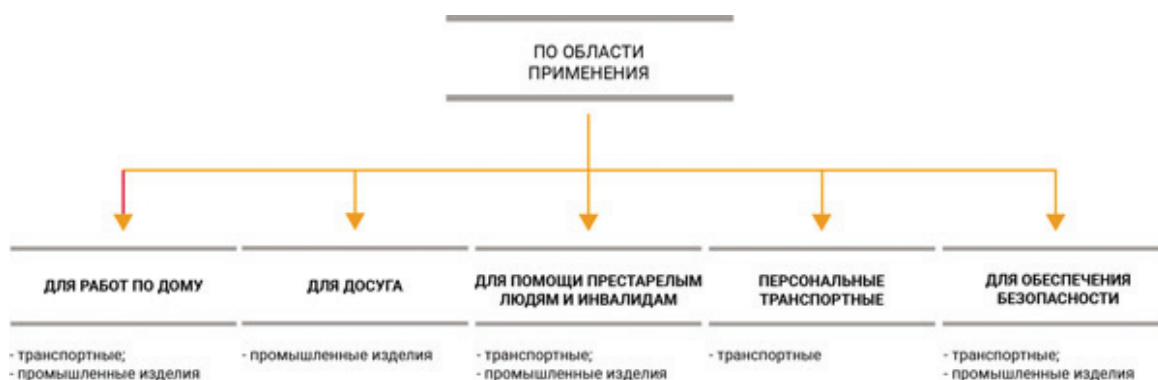 ПО ОБЛАСТИ
ПРИМЕНЕНИЯ
ДЛЯ РАБОТ ПО ДОМУ
- транспортные;
- промышленные изделия
ДЛЯ ДОСУГА
- промышленные изделия
ДЛЯ ПОМОЩИ ПРЕСТАРЕЛЫМ
ЛЮДЯМ И ИНВАЛИДАМ
- транспортные;
- промышленные изделия
ПЕРСОНАЛЬНЫЕ
ТРАНСПОРТНЫЕ
- транспортные
ДЛЯ ОБЕСПЕЧЕНИЯ
БЕЗОПАСНОСТИ
- транспортные;
- промышленные изделия